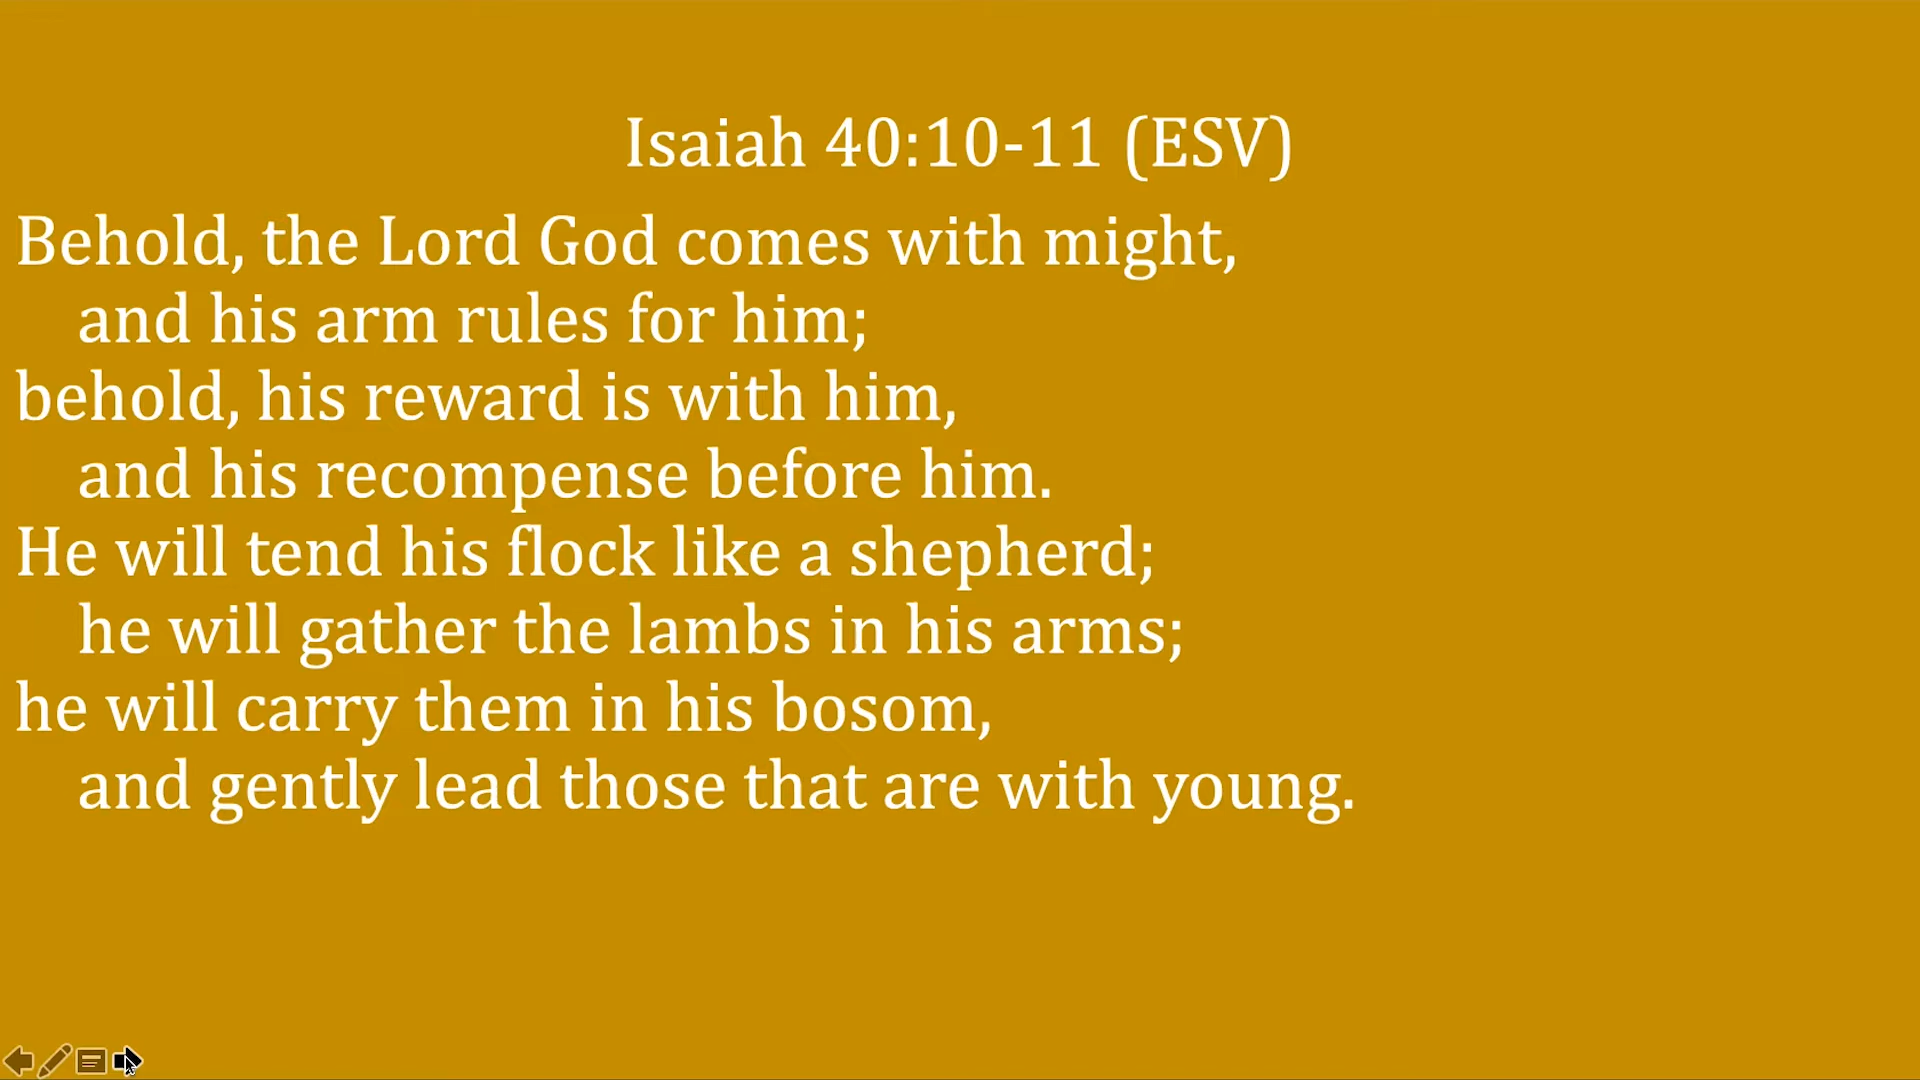 Isaiah 40:10-11 (ESV)
Behold, the Lord God comes with might,
and his arm rules for him;
behold, his reward is with him,
and his recompense before him.
He will tend his flock like a shepherd;
he will gather the lambs in his arms;
he will carry them in his bosom,
and gently lead those that are with young.